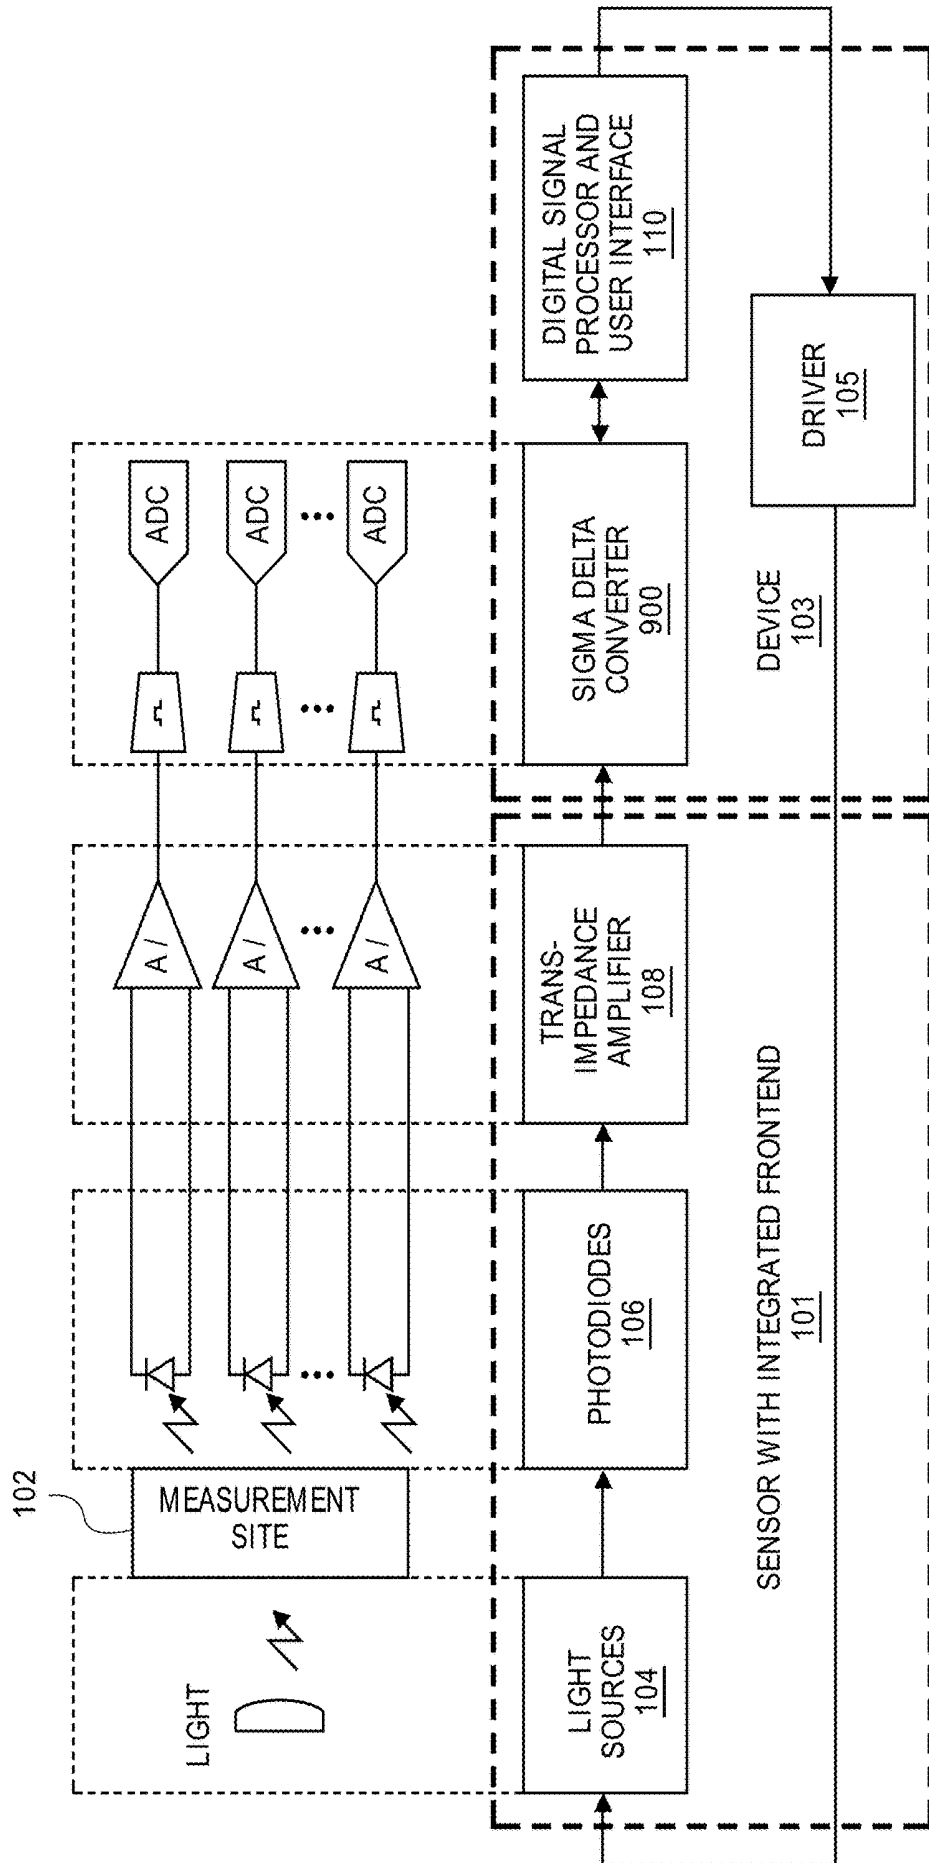 LIGHT
102
MEASUREMENT
SITE
A /
A /
A /
ADC
ADC
ADC
LIGHT
SOURCES
104
PHOTODIODES
106
TRANS-
IMPEDANCE
AMPLIFIER
108
SIGMA DELTA
CONVERTER
900
DIGITAL SIGNAL
PROCESSOR AND
USER INTERFACE
110
SENSOR WITH INTEGRATED FRONTEND
101
DEVICE
103
DRIVER
105